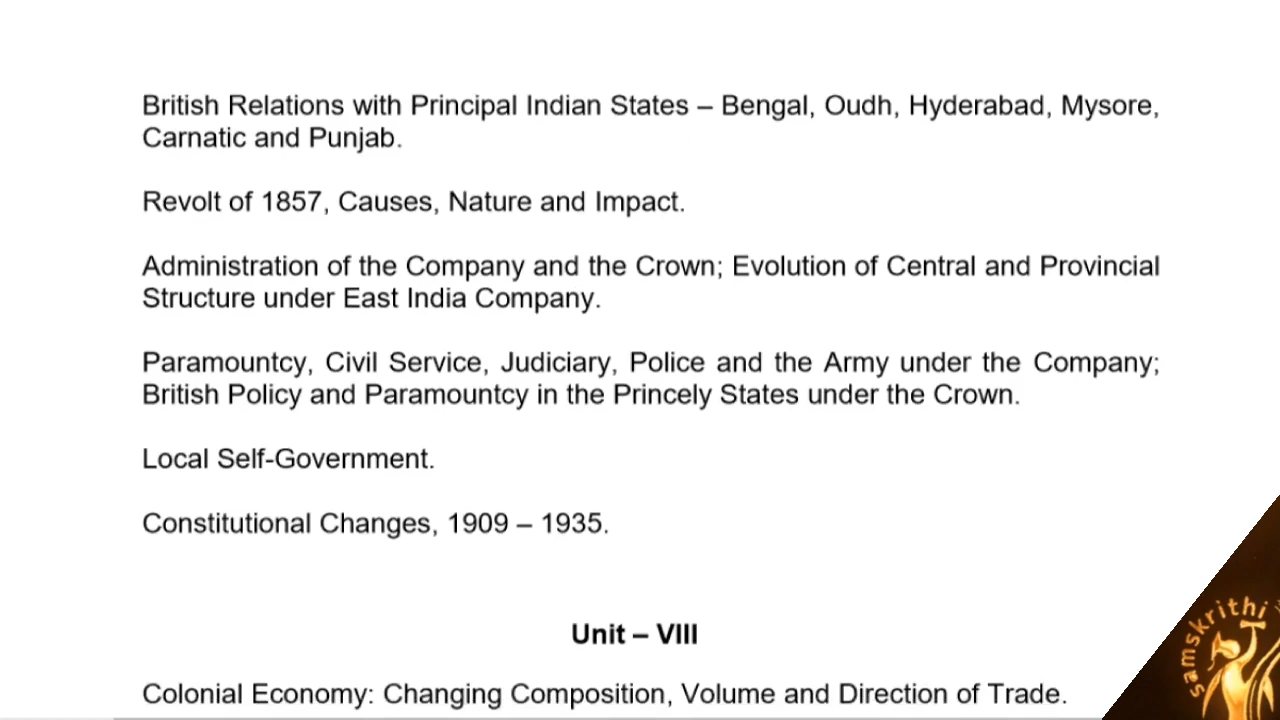 British Relations with Principal Indian States – Bengal, Oudh, Hyderabad, Mysore,
Carnatic and Punjab.
Revolt of 1857, Causes, Nature and Impact.
Administration of the Company and the Crown; Evolution of Central and Provincial
Structure under East India Company.
Paramountcy, Civil Service, Judiciary, Police and the Army under the Company;
British Policy and Paramountcy in the Princely States under the Crown.
Local Self-Government.
Constitutional Changes, 1909 – 1935.
Unit – VIII
Colonial Economy: Changing Composition, Volume and Direction of Trade.
samskrithi